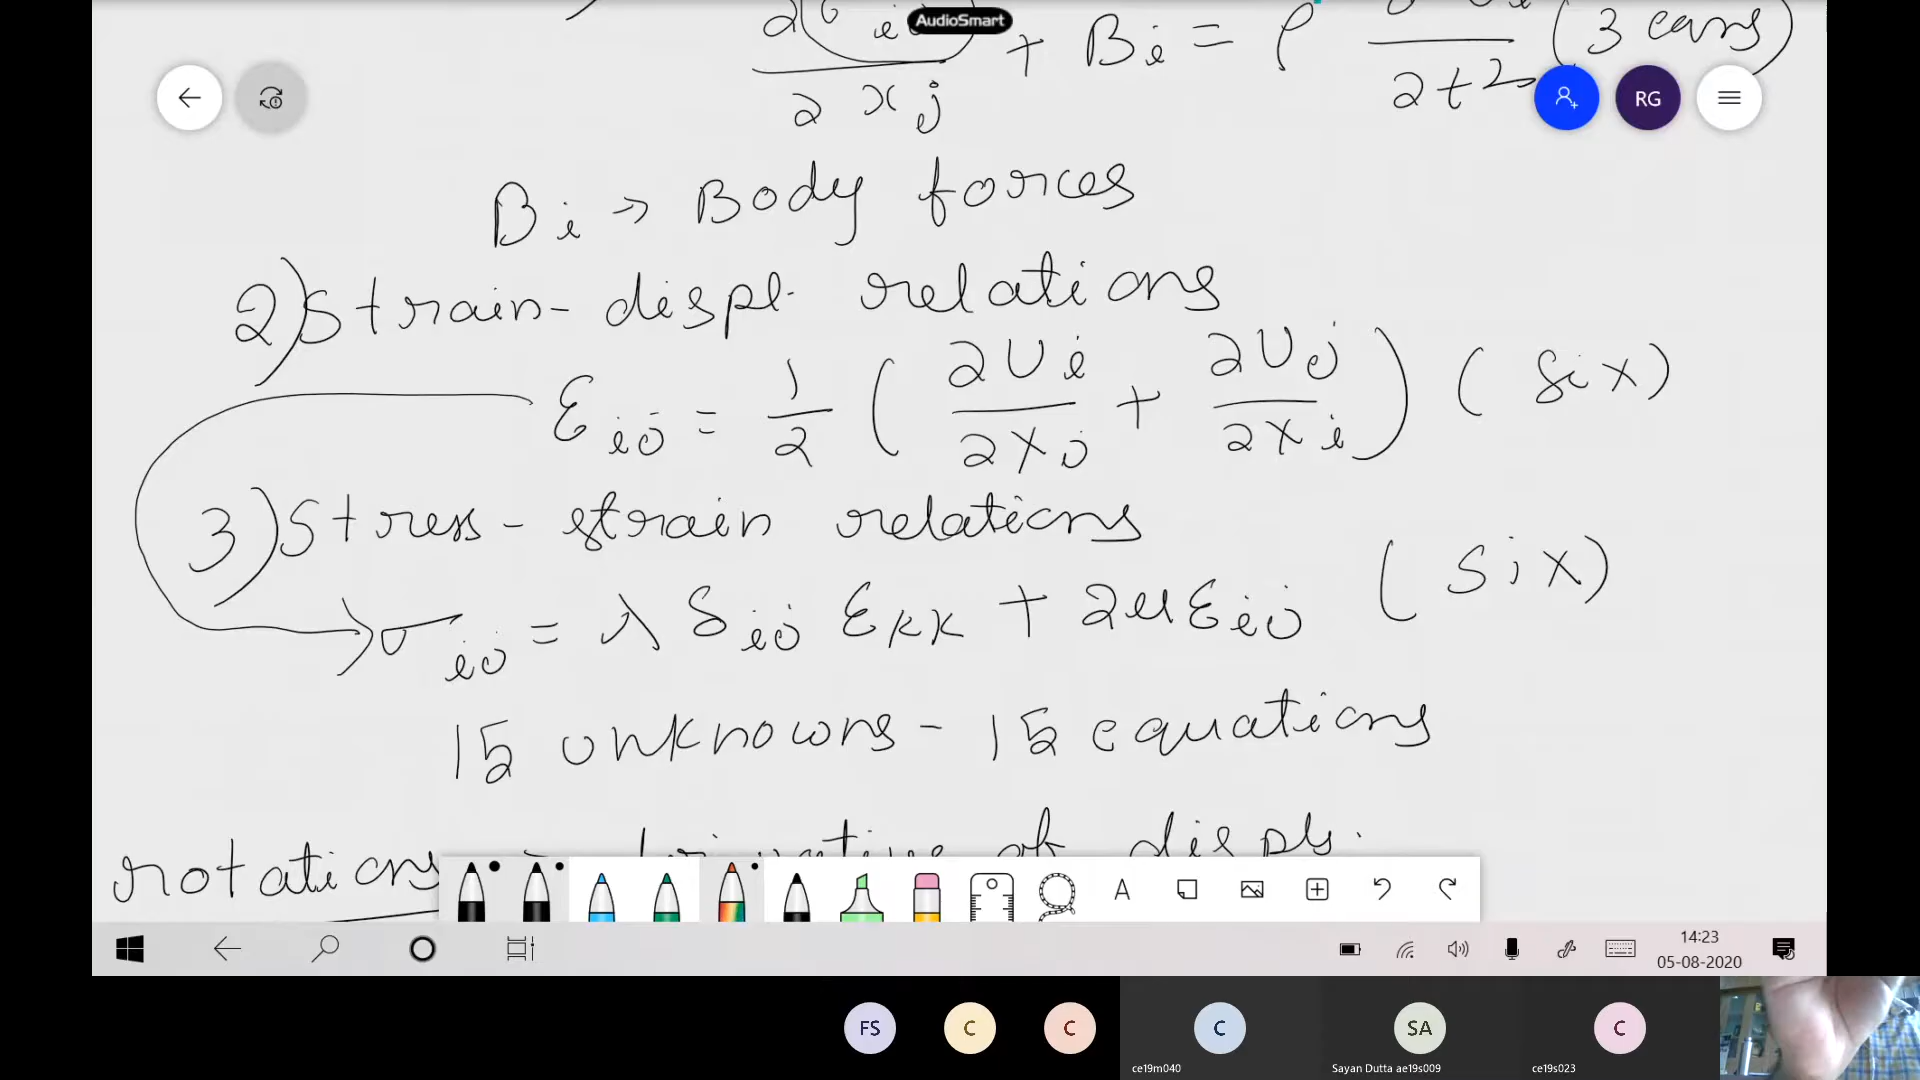 AudioSmart
∂σij/∂xj + Bi = ρ ∂²Ui/∂t² (3 eqns)
RG
Bi → Body forces
2) Strain-displ. relations
εij = 1/2 (∂Ui/∂Xj + ∂Uj/∂Xi) (six)
3) Stress-strain relations
σij = λ δij εkk + 2μ εij (six)
15 unknowns - 15 equations
rotations of displs.
A
14:23
05-08-2020
FS C C C SA C
ce19m040 Sayan Dutta ae19s009 ce19s023